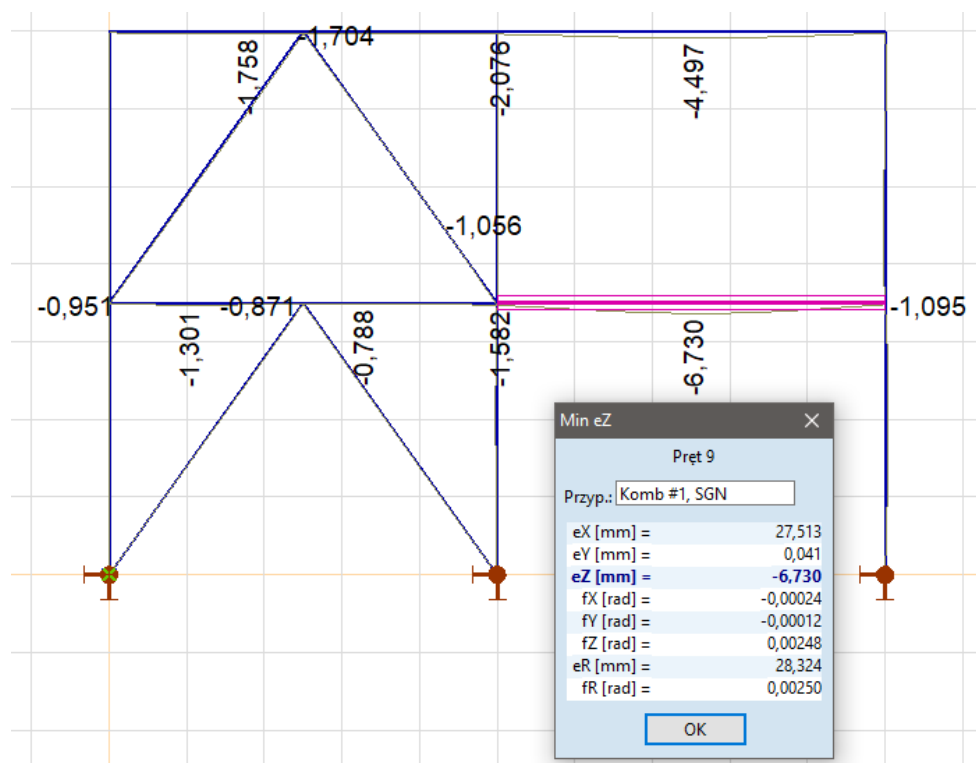 -1,704
-1,758
-2,076
-4,497
-1,056
-0,951
-0,871
-1,095
-1,301
-0,788
-1,582
-6,730
Min eZ
Pręt 9
Przyp.: Komb #1, SGN
eX [mm] = 27,513
eY [mm] = 0,041
eZ [mm] = -6,730
fX [rad] = -0,00024
fY [rad] = -0,00012
fZ [rad] = 0,00248
eR [mm] = 28,324
fR [rad] = 0,00250
OK